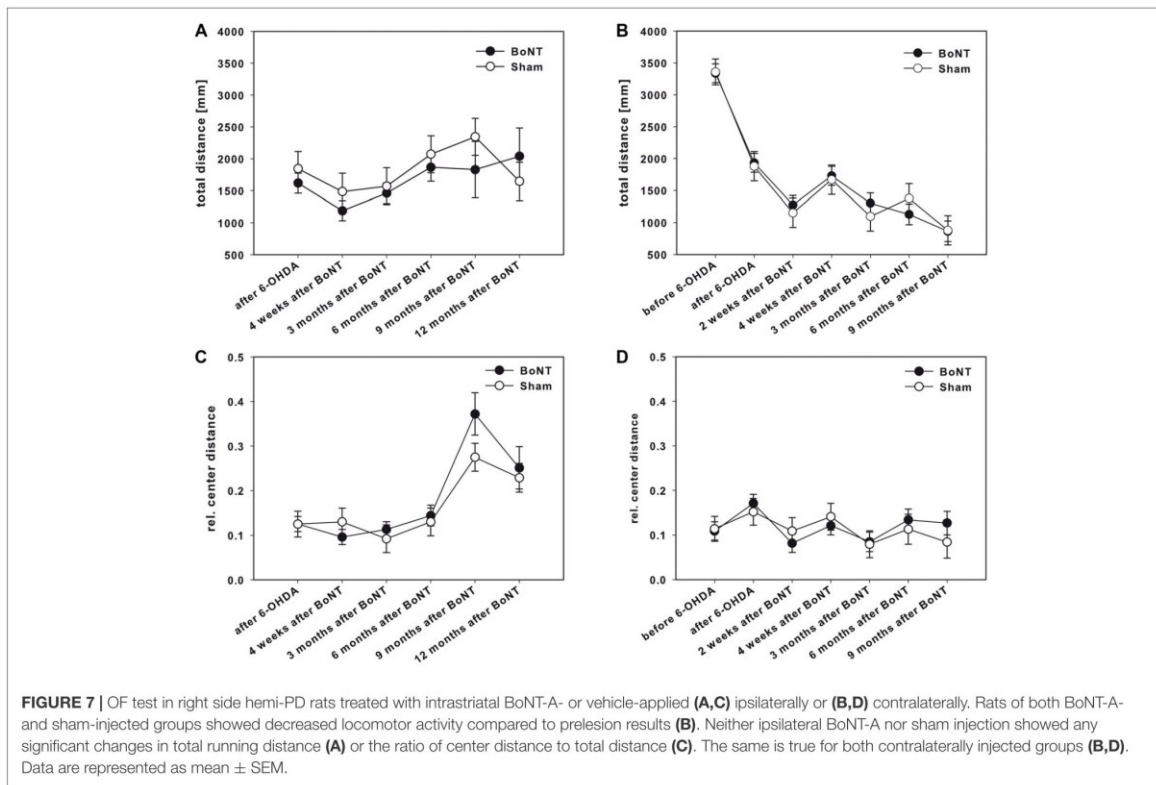 A
BoNT
Sham
total distance [mm]
4000
3500
3000
2500
2000
1500
1000
500
after 6-OHDA
4 weeks after BoNT
3 months after BoNT
6 months after BoNT
9 months after BoNT
12 months after BoNT
B
BoNT
Sham
total distance [mm]
4000
3500
3000
2500
2000
1500
1000
500
before 6-OHDA
after 6-OHDA
2 weeks after BoNT
4 weeks after BoNT
3 months after BoNT
6 months after BoNT
9 months after BoNT
C
BoNT
Sham
rel. center distance
0.5
0.4
0.3
0.2
0.1
0.0
after 6-OHDA
4 weeks after BoNT
3 months after BoNT
6 months after BoNT
9 months after BoNT
12 months after BoNT
D
BoNT
Sham
rel. center distance
0.5
0.4
0.3
0.2
0.1
0.0
before 6-OHDA
after 6-OHDA
2 weeks after BoNT
4 weeks after BoNT
3 months after BoNT
6 months after BoNT
9 months after BoNT
FIGURE 7 | OF test in right side hemi-PD rats treated with intrastriatal BoNT-A- or vehicle-applied (A,C) ipsilaterally or (B,D) contralaterally. Rats of both BoNT-A-
and sham-injected groups showed decreased locomotor activity compared to prelesion results (B). Neither ipsilateral BoNT-A nor sham injection showed any
significant changes in total running distance (A) or the ratio of center distance to total distance (C). The same is true for both contralaterally injected groups (B,D).
Data are represented as mean ± SEM.